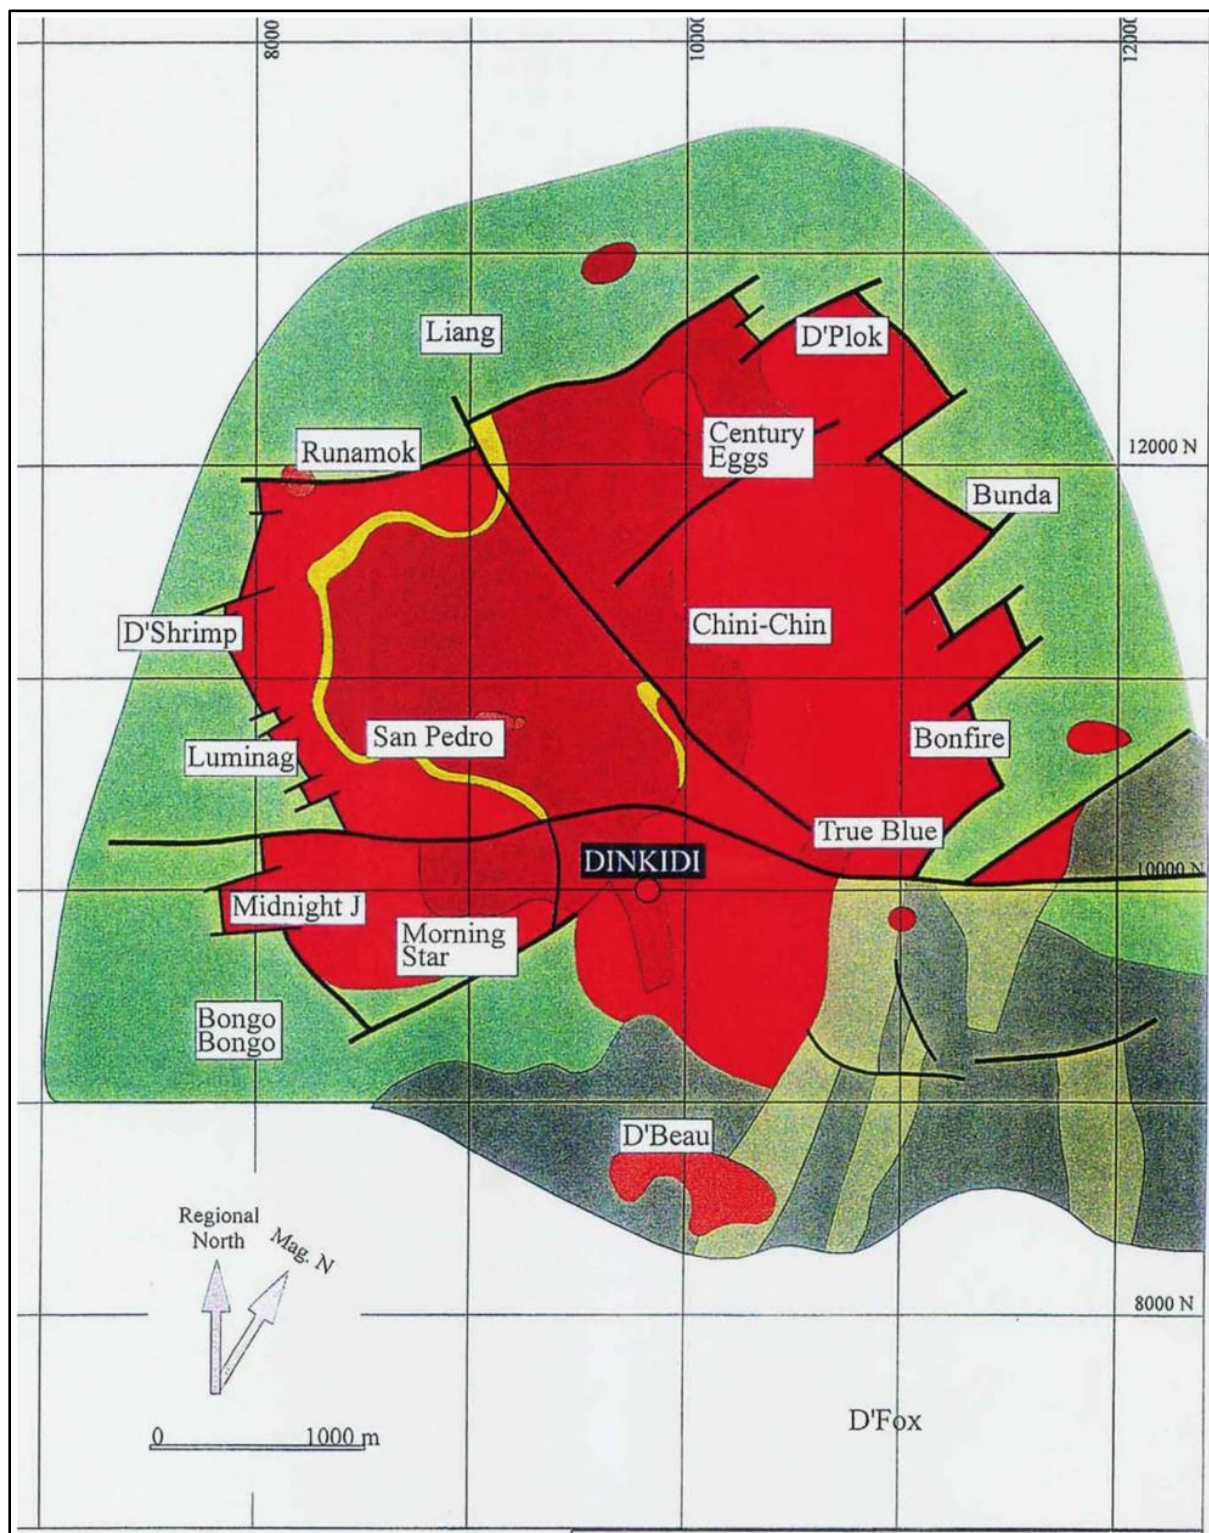 8000
10000
12000
Liang
D'Plok
Century
Eggs
Runamok
12000 N
Bunda
D'Shrimp
Chini-Chin
San Pedro
Luminag
Bonfire
True Blue
DINKIDI
10000 N
Midnight J
Morning
Star
Bongo
Bongo
D'Beau
Regional
North
Mag. N
8000 N
0 1000 m
D'Fox